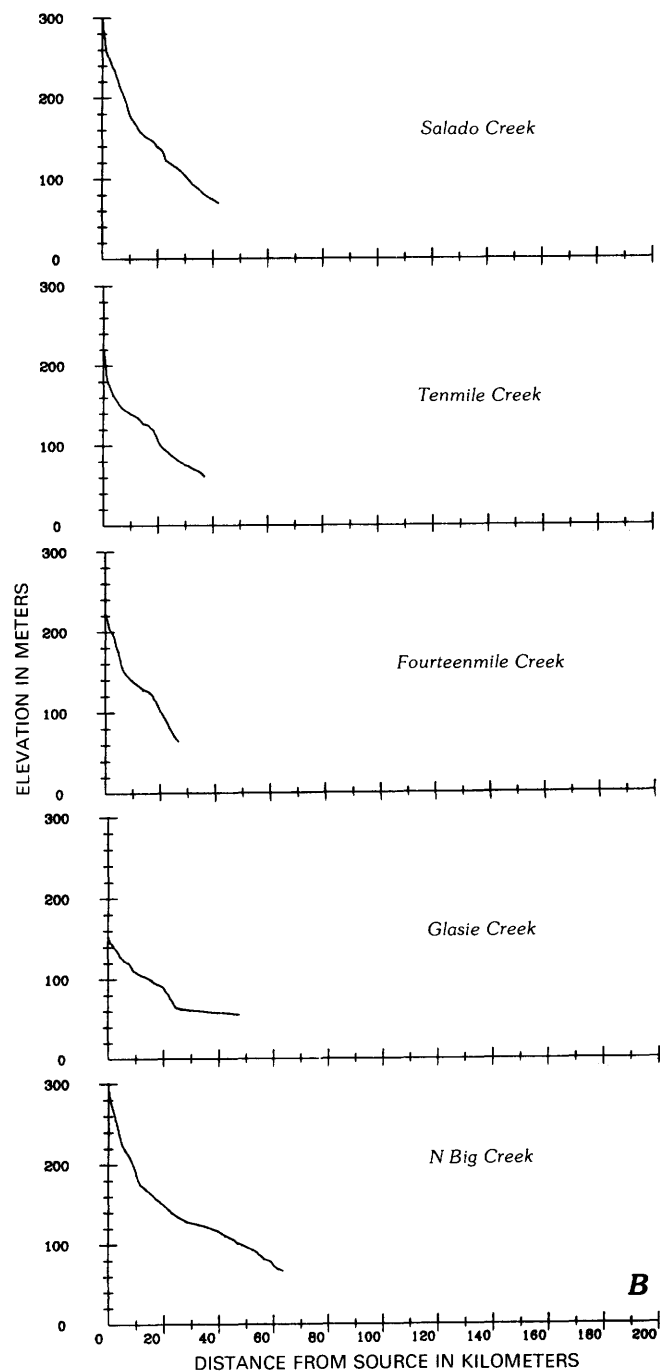 300
200
Salado Creek
100
0
300
200
Tenmile Creek
100
0
300
200
Fourteenmile Creek
100
0
ELEVATION IN METERS
300
200
Glasie Creek
100
0
300
200
N Big Creek
100
B
0
0 20 40 60 80 100 120 140 160 180 200
DISTANCE FROM SOURCE IN KILOMETERS